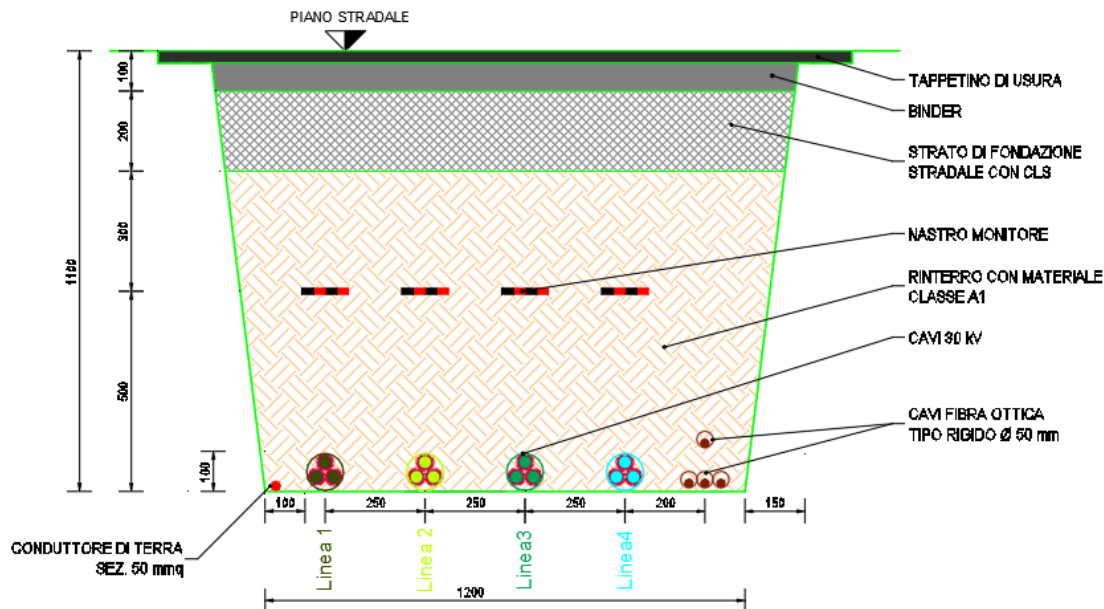 PIANO STRADALE
TAPPETINO DI USURA
BINDER
STRATO DI FONDAZIONE
STRADALE CON CLS
NASTRO MONITORE
RINTERRO CON MATERIALE
CLASSE A1
CAVI 30 kV
CAVI FIBRA OTTICA
TIPO RIGIDO Ø 50 mm
100
200
300
500
1100
100
100
250
250
250
200
150
CONDUTTORE DI TERRA
SEZ. 50 mmq
Linea 1
Linea 2
Linea3
Linea4
1200